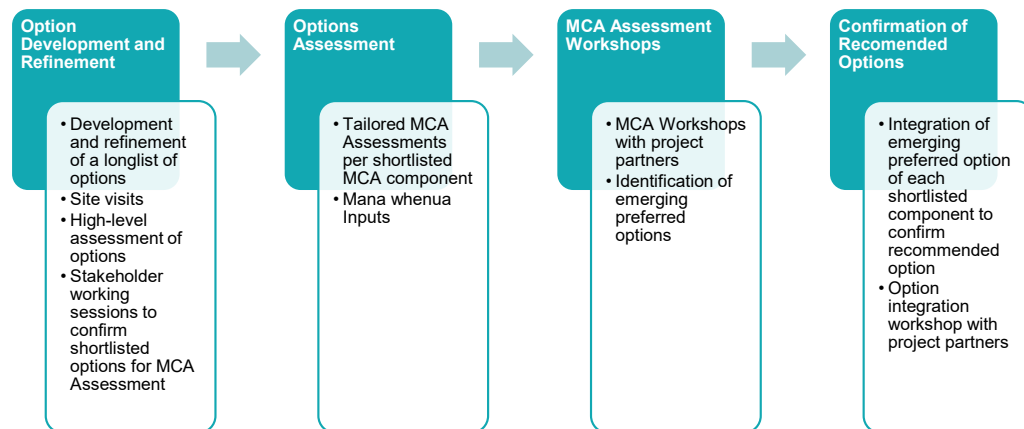 Option
Development and
Refinement
• Development
and refinement
of a longlist of
options
• Site visits
• High-level
assessment of
options
• Stakeholder
working
sessions to
confirm
shortlisted
options for MCA
Assessment
Options
Assessment
• Tailored MCA
Assessments
per shortlisted
MCA component
• Mana whenua
Inputs
MCA Assessment
Workshops
• MCA Workshops
with project
partners
• Identification of
emerging
preferred
options
Confirmation of
Recomended
Options
• Integration of
emerging
preferred option
of each
shortlisted
component to
confirm
recommended
option
• Option
integration
workshop with
project partners